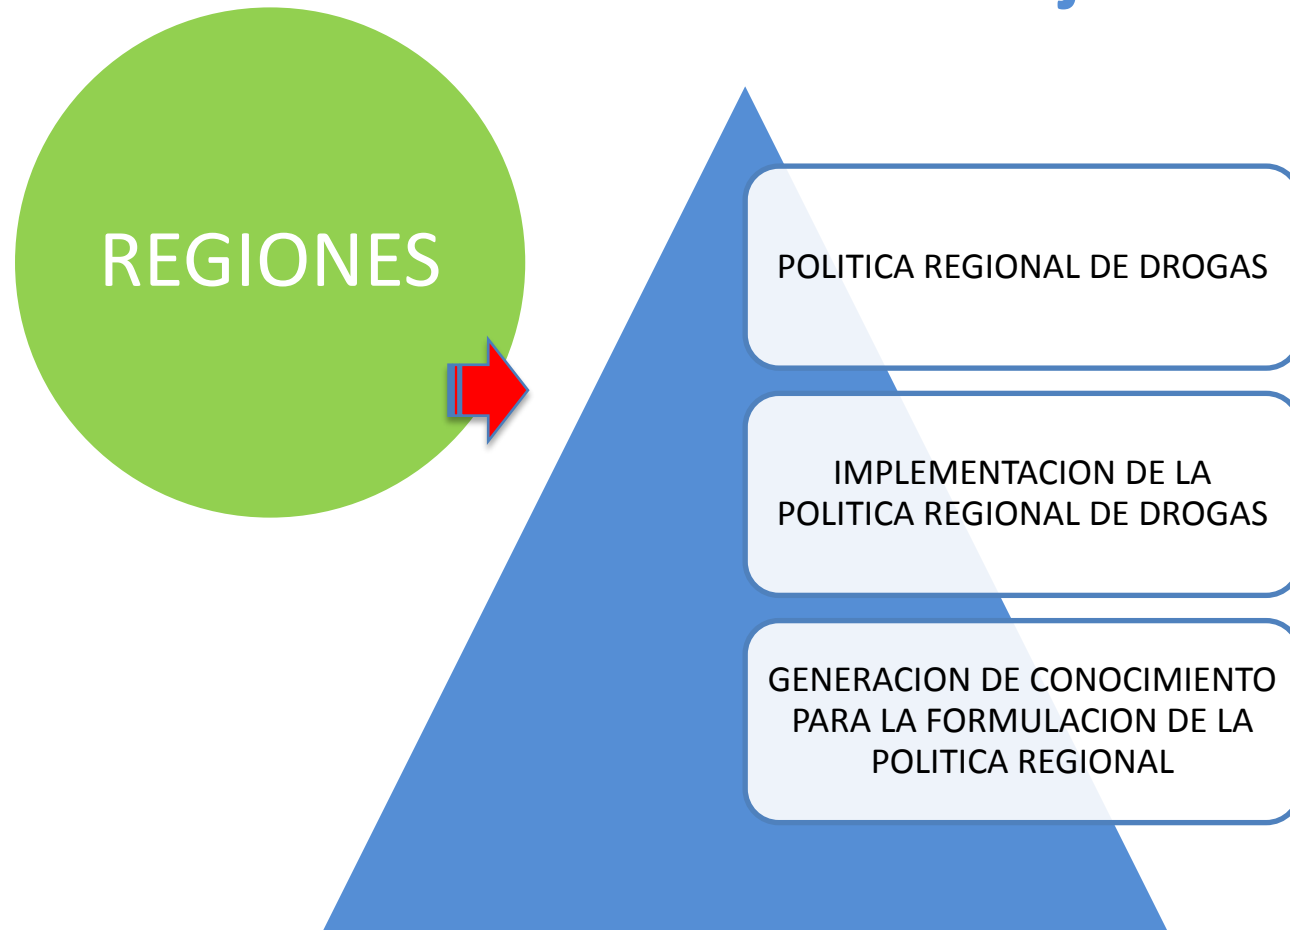 REGIONES
POLITICA REGIONAL DE DROGAS
IMPLEMENTACION DE LA
POLITICA REGIONAL DE DROGAS
GENERACION DE CONOCIMIENTO
PARA LA FORMULACION DE LA
POLITICA REGIONAL